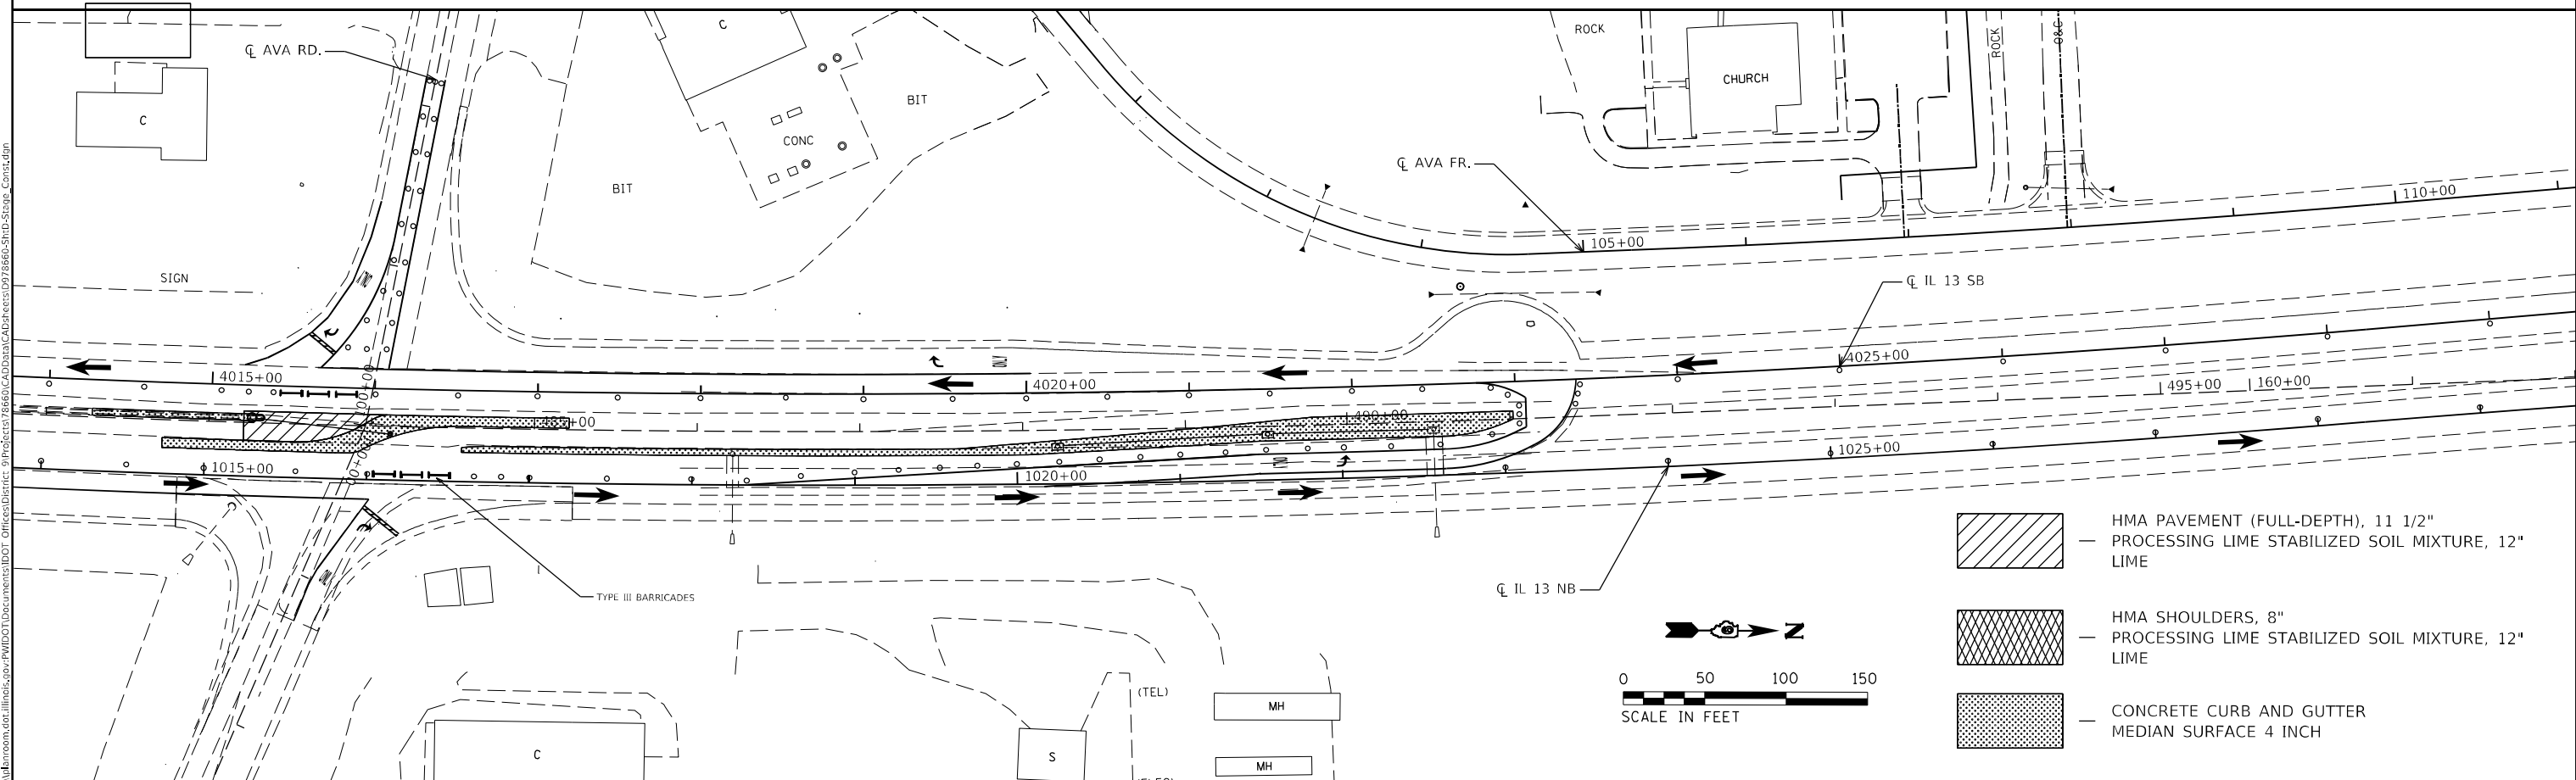 ℄ AVA RD.
C
C
BIT
CONC
BIT
SIGN
ROCK
CHURCH
ROCK
℄ AVA FR.
105+00
110+00
℄ IL 13 SB
4015+00
4020+00
4025+00
495+00
160+00
490+00
1015+00
1020+00
1025+00
TYPE III BARRICADES
℄ IL 13 NB
C
S
(TEL)
MH
MH
N
0 50 100 150
SCALE IN FEET
HMA PAVEMENT (FULL-DEPTH), 11 1/2"
PROCESSING LIME STABILIZED SOIL MIXTURE, 12"
LIME
HMA SHOULDERS, 8"
PROCESSING LIME STABILIZED SOIL MIXTURE, 12"
LIME
CONCRETE CURB AND GUTTER
MEDIAN SURFACE 4 INCH